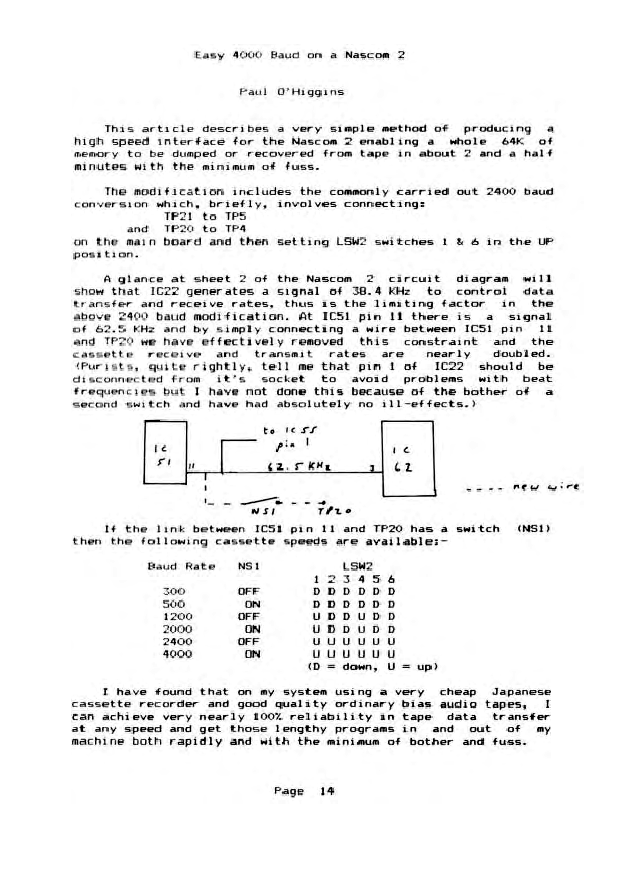 Easy 4000 Baud on a Nascom 2
Paul O'Higgins
This article describes a very simple method of producing a
high speed interface for the Nascom 2 enabling a whole 64K of
memory to be dumped or recovered from tape in about 2 and a half
minutes with the minimum of fuss.
The modification includes the commonly carried out 2400 baud
conversion which, briefly, involves connecting:
TP21 to TP5
and TP20 to TP4
on the main board and then setting LSW2 switches 1 & 6 in the UP
position.
A glance at sheet 2 of the Nascom 2 circuit diagram will
show that IC22 generates a signal of 38.4 KHz to control data
transfer and receive rates, thus is the limiting factor in the
above 2400 baud modification. At IC51 pin 11 there is a signal
of 62.5 KHz and by simply connecting a wire between IC51 pin 11
and TP20 we have effectively removed this constraint and the
cassette receive and transmit rates are nearly doubled.
(Purists, quite rightly, tell me that pin 1 of IC22 should be
disconnected from it's socket to avoid problems with beat
frequencies but I have not done this because of the bother of a
second switch and have had absolutely no ill-effects.)
to IC 55
pin 1
IC
51
11
62.5 KHz
2
IC
62
---- new wire
NS1 TP20
If the link between IC51 pin 11 and TP20 has a switch (NS1)
then the following cassette speeds are available:-
Baud Rate NS1 LSW2
1 2 3 4 5 6
300 OFF D D D D D D
500 ON D D D D D D
1200 OFF U D D U D D
2000 ON U D D U D D
2400 OFF U U U U U U
4000 ON U U U U U U
(D = down, U = up)
I have found that on my system using a very cheap Japanese
cassette recorder and good quality ordinary bias audio tapes, I
can achieve very nearly 100% reliability in tape data transfer
at any speed and get those lengthy programs in and out of my
machine both rapidly and with the minimum of bother and fuss.
Page 14